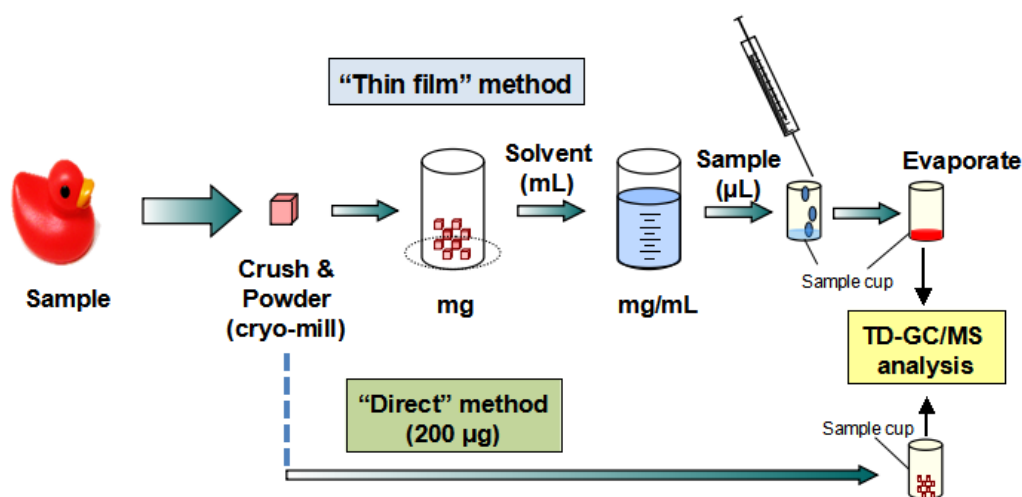 “Thin film” method
Sample
Crush &
Powder
(cryo-mill)
mg
Solvent
(mL)
mg/mL
Sample
(µL)
Evaporate
Sample cup
TD-GC/MS
analysis
“Direct” method
(200 µg)
Sample cup